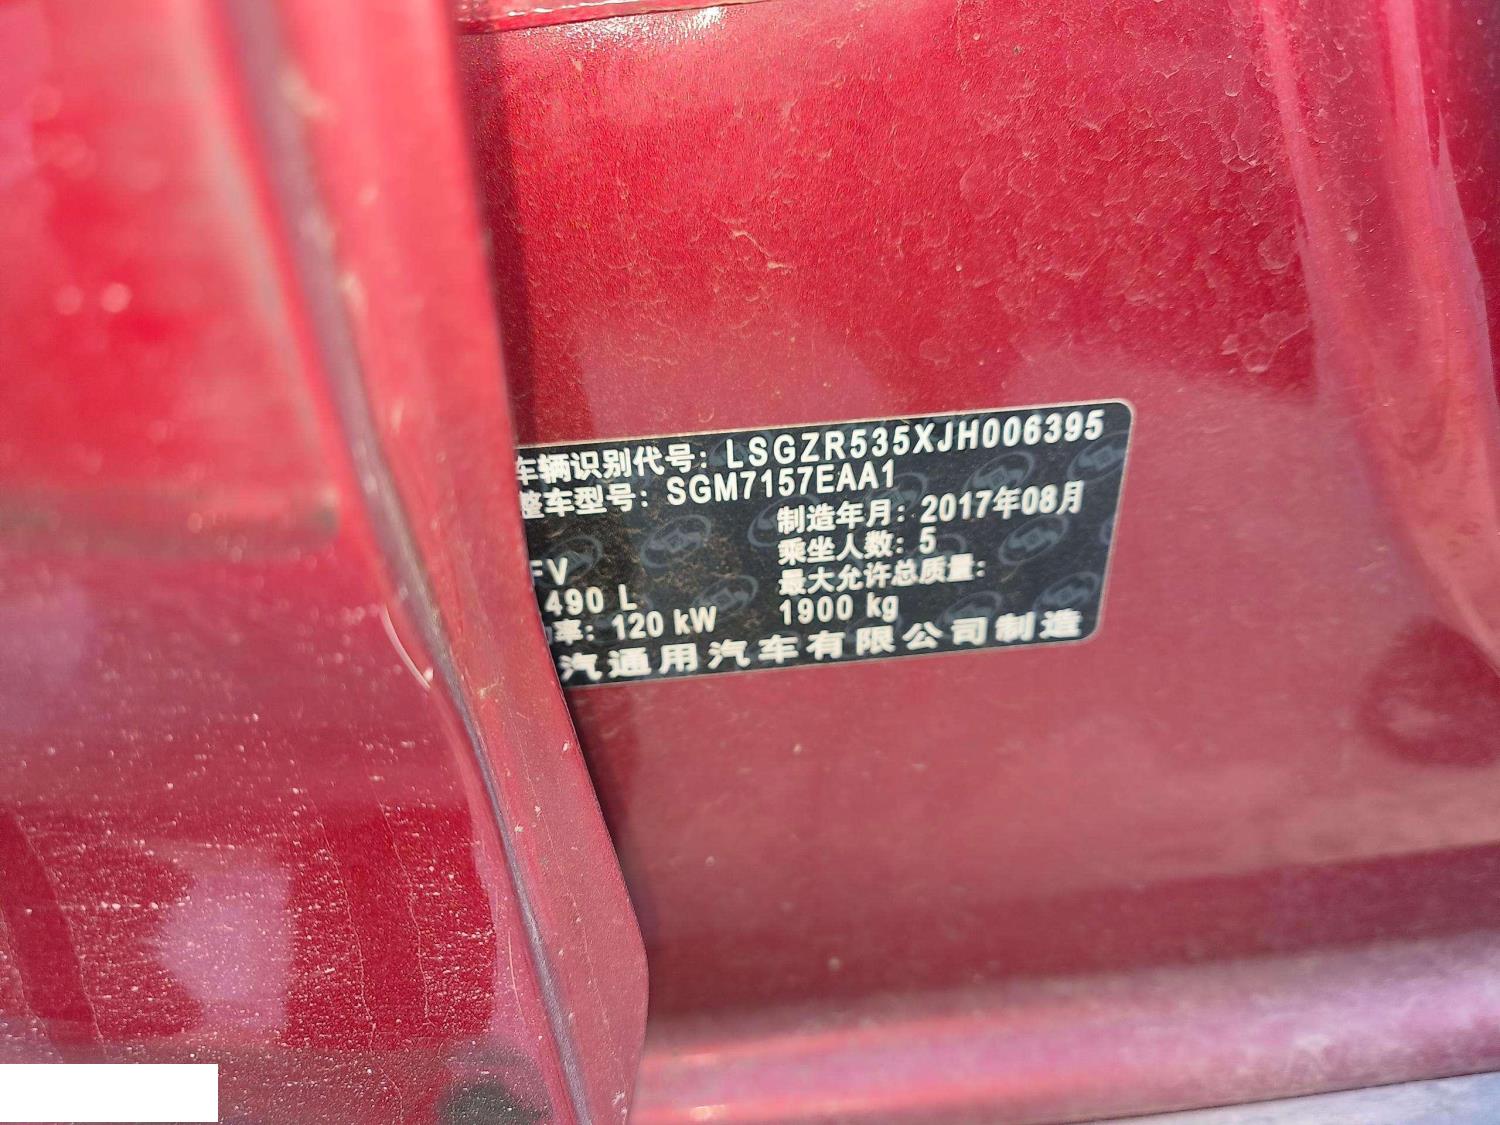 车辆识别代号: LSGZR535XJH006395
整车型号: SGM7157EAA1
制造年月: 2017年08月
乘坐人数: 5
FV
最大允许总质量:
490 L
1900 kg
率: 120 kW
汽通用汽车有限公司制造